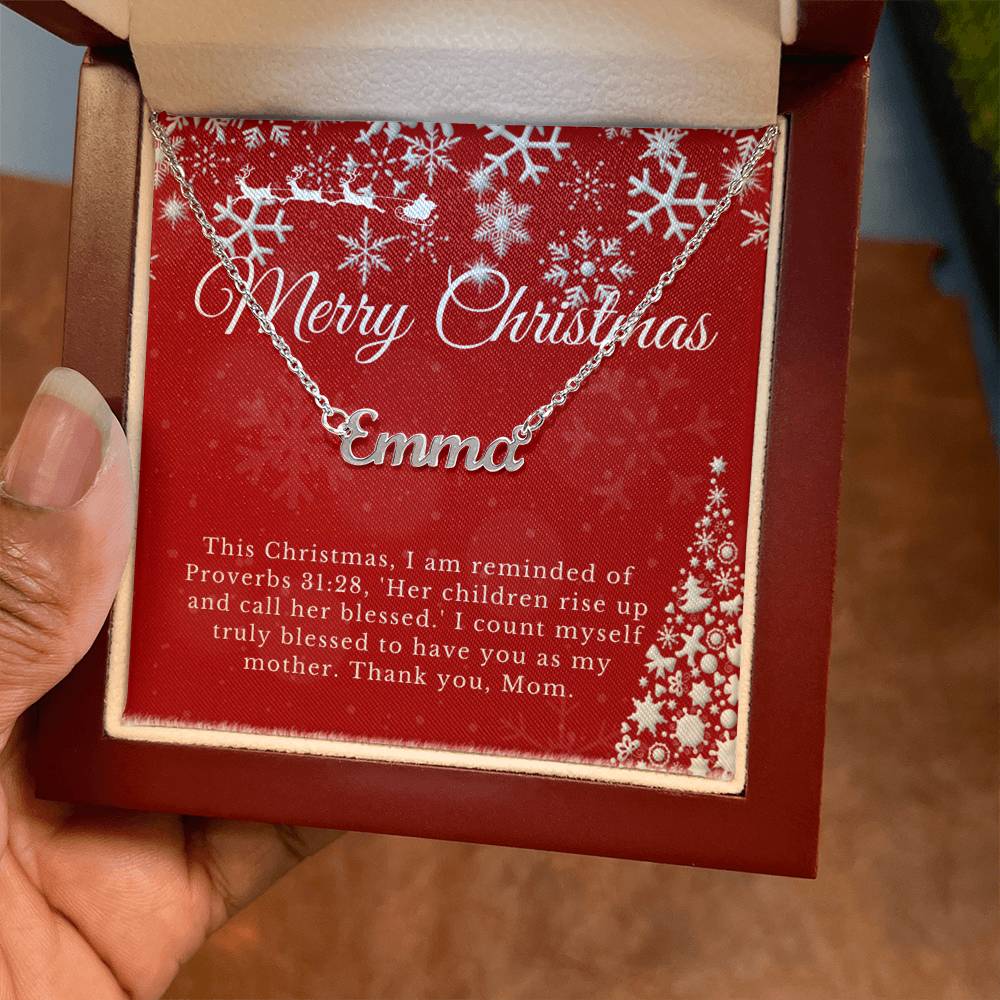 Merry Christmas
Emma
This Christmas, I am reminded of
Proverbs 31:28, 'Her children rise up
and call her blessed.' I count myself
truly blessed to have you as my
mother. Thank you, Mom.